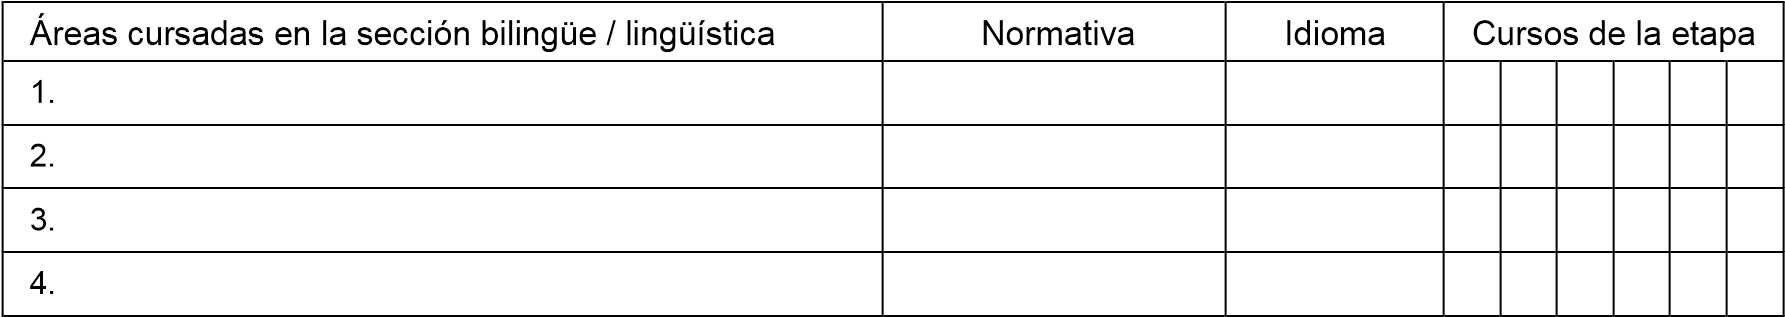 Áreas cursadas en la sección bilingüe / lingüística Normativa Idioma Cursos de la etapa
1.
2.
3.
4.